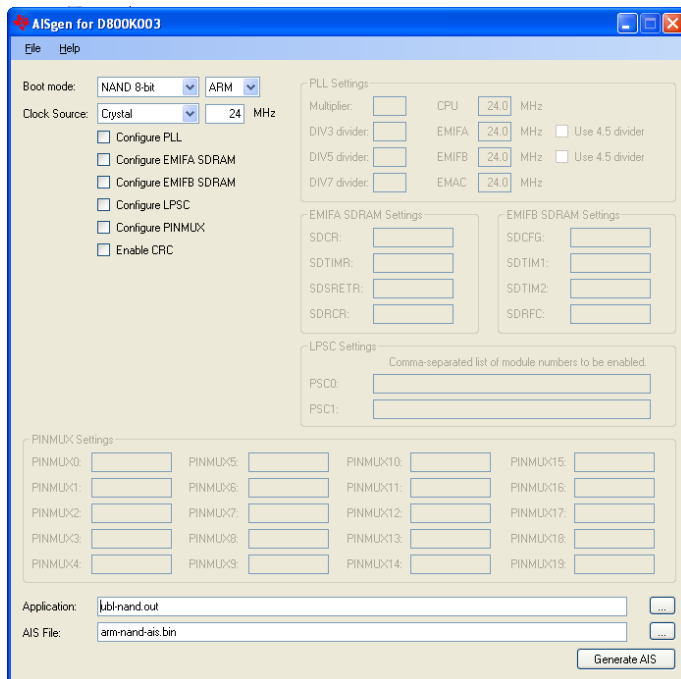 AISgen for D800K003
File Help
Boot mode: NAND 8-bit ARM
Clock Source: Crystal 24 MHz
Configure PLL
Configure EMIFA SDRAM
Configure EMIFB SDRAM
Configure LPSC
Configure PINMUX
Enable CRC
PLL Settings
Multiplier: CPU 24.0 MHz
DIV3 divider: EMIFA 24.0 MHz Use 4.5 divider
DIV5 divider: EMIFB 24.0 MHz Use 4.5 divider
DIV7 divider: EMAC 24.0 MHz
EMIFA SDRAM Settings
SDCR:
SDTIMR:
SDSRETR:
SDRCR:
EMIFB SDRAM Settings
SDCFG:
SDTIM1:
SDTIM2:
SDRFC:
LPSC Settings
Comma-separated list of module numbers to be enabled.
PSC0:
PSC1:
PINMUX Settings
PINMUX0: PINMUX5: PINMUX10: PINMUX15:
PINMUX1: PINMUX6: PINMUX11: PINMUX16:
PINMUX2: PINMUX7: PINMUX12: PINMUX17:
PINMUX3: PINMUX8: PINMUX13: PINMUX18:
PINMUX4: PINMUX9: PINMUX14: PINMUX19:
Application: ubl-nand.out ...
AIS File: arm-nand-ais.bin ...
Generate AIS